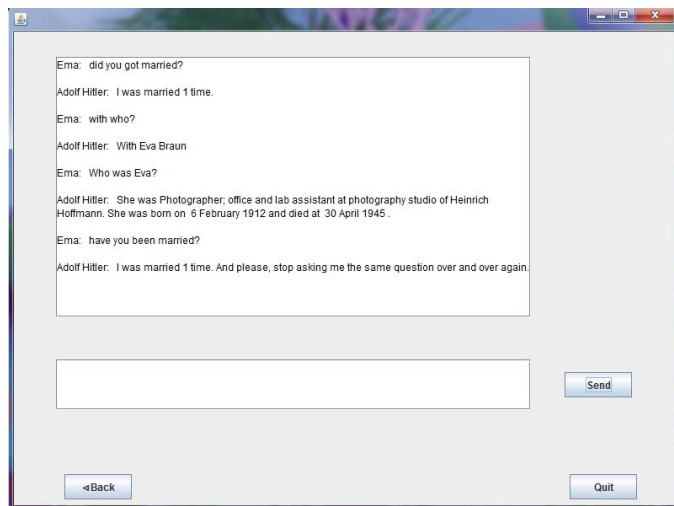 Ema: did you got married?
Adolf Hitler: I was married 1 time.
Ema: with who?
Adolf Hitler: With Eva Braun
Ema: Who was Eva?
Adolf Hitler: She was Photographer; office and lab assistant at photography studio of Heinrich
Hoffmann. She was born on 6 February 1912 and died at 30 April 1945 .
Ema: have you been married?
Adolf Hitler: I was married 1 time. And please, stop asking me the same question over and over again.
Send
⊲Back
Quit